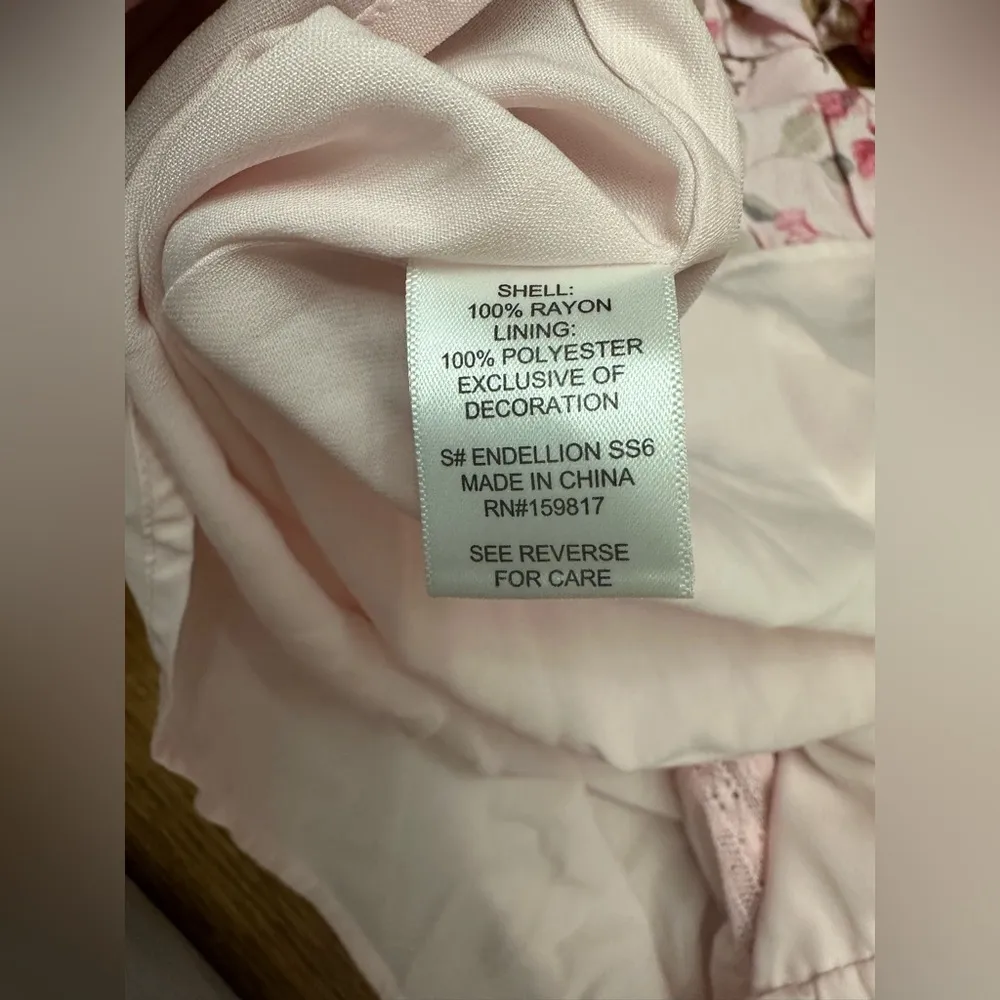 SHELL:
100% RAYON
LINING:
100% POLYESTER
EXCLUSIVE OF
DECORATION
S# ENDELLION SS6
MADE IN CHINA
RN#159817
SEE REVERSE
FOR CARE